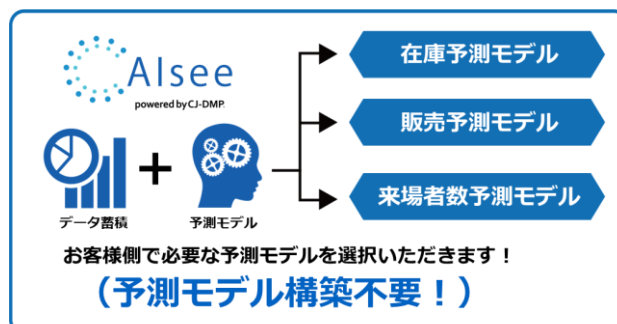 AIsee
powered by CJ-DMP.
データ蓄積
+
予測モデル
在庫予測モデル
販売予測モデル
来場者数予測モデル
お客様側で必要な予測モデルを選択いただきます！
（予測モデル構築不要！）